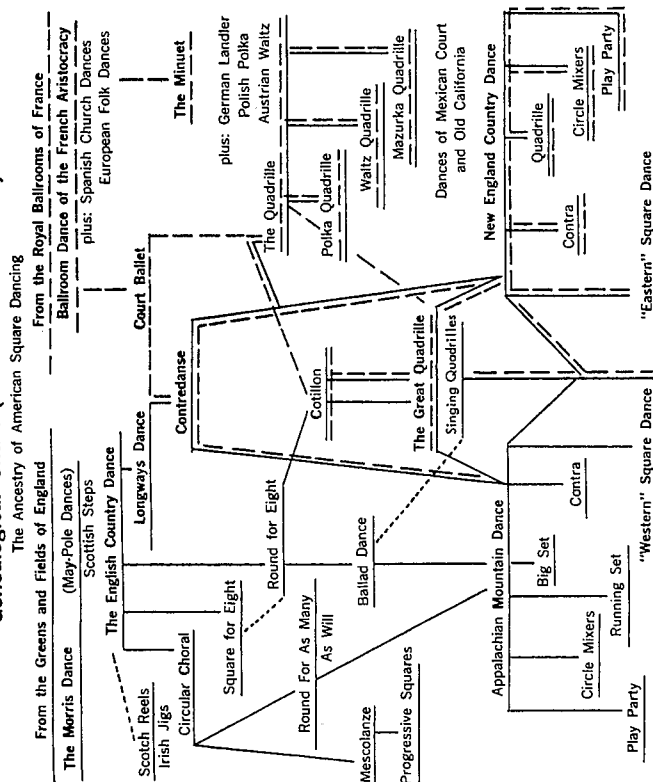 The Ancestry of American Square Dancing
From the Greens and Fields of England
From the Royal Ballrooms of France
The Morris Dance (May-Pole Dances)
Scottish Steps
Ballroom Dance of the French Aristocracy
plus: Spanish Church Dances
European Folk Dances
The English Country Dance
Scotch Reels
Irish Jigs
Longways Dance
Court Ballet
The Minuet
Circular Choral
Contredanse
Square for Eight
Round for Eight
Cotillon
The Quadrille
plus: German Landler
Polish Polka
Austrian Waltz
Round For As Many
As Will
Polka Quadrille
Waltz Quadrille
Mazurka Quadrille
Mescolanze
Progressive Squares
Ballad Dance
The Great Quadrille
Singing Quadrilles
Dances of Mexican Court
and Old California
Appalachian Mountain Dance
New England Country Dance
Play Party
Circle Mixers
Running Set
Big Set
Contra
Contra
Quadrille
Circle Mixers
Play Party
"Western" Square Dance
"Eastern" Square Dance